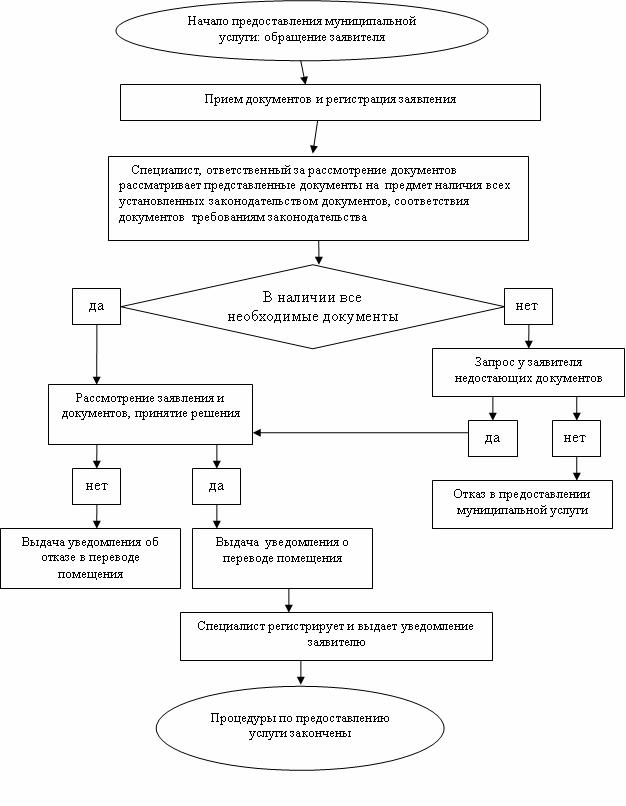 Начало предоставления муниципальной
услуги: обращение заявителя
Прием документов и регистрация заявления
Специалист, ответственный за рассмотрение документов
рассматривает представленные документы на предмет наличия всех
установленных законодательством документов, соответствия
документов требованиям законодательства
В наличии все
необходимые документы
да
нет
Запрос у заявителя
недостающих документов
Рассмотрение заявления и
документов, принятие решения
да
нет
нет
да
Отказ в предоставлении
муниципальной услуги
Выдача уведомления об
отказе в переводе
помещения
Выдача уведомления о
переводе помещения
Специалист регистрирует и выдает уведомление
заявителю
Процедуры по предоставлению
услуги закончены